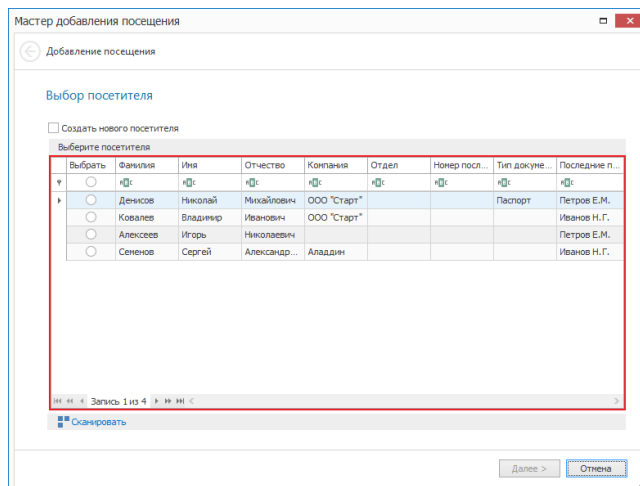 Мастер добавления посещения
Добавление посещения
Выбор посетителя
Создать нового посетителя
Выберите посетителя
Выбрать Фамилия Имя Отчество Компания Отдел Номер посл... Тип докуме... Последние п...
Денисов Николай Михайлович ООО "Старт" Паспорт Петров Е.М.
Ковалев Владимир Иванович ООО "Старт" Иванов Н.Г.
Алексеев Игорь Николаевич Петров Е.М.
Семенов Сергей Александр... Аладдин Иванов Н.Г.
Запись 1 из 4
Сканировать
Далее > Отмена